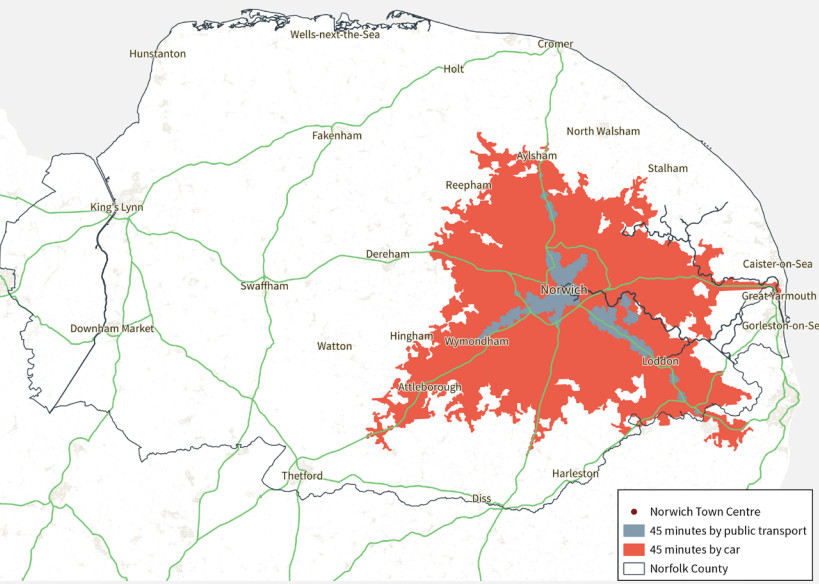 Wells-next-the-Sea
Cromer
Hunstanton
Holt
Fakenham
North Walsham
Aylsham
Stalham
Reepham
King's Lynn
Dereham
Caister-on-Sea
Swaffham
Norwich
Great Yarmouth
Downham Market
Gorleston-on-Se
Hingham
Wymondham
Watton
Loddon
Attleborough
Thetford
Harleston
Diss
Norwich Town Centre
45 minutes by public transport
45 minutes by car
Norfolk County